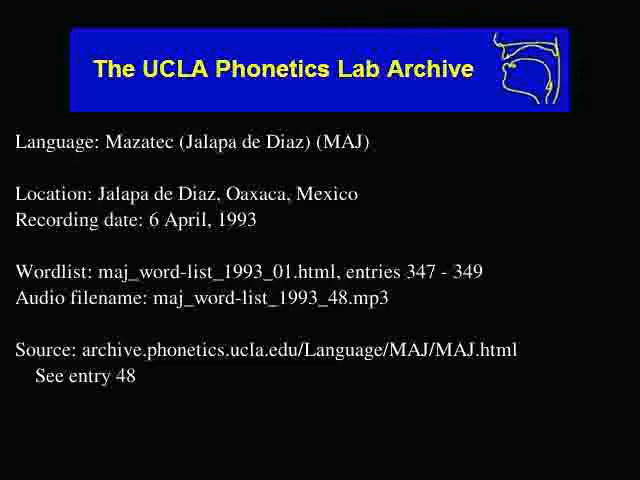 The UCLA Phonetics Lab Archive
Language: Mazatec (Jalapa de Diaz) (MAJ)
Location: Jalapa de Diaz, Oaxaca, Mexico
Recording date: 6 April, 1993
Wordlist: maj_word-list_1993_01.html, entries 347 - 349
Audio filename: maj_word-list_1993_48.mp3
Source: archive.phonetics.ucla.edu/Language/MAJ/MAJ.html
See entry 48